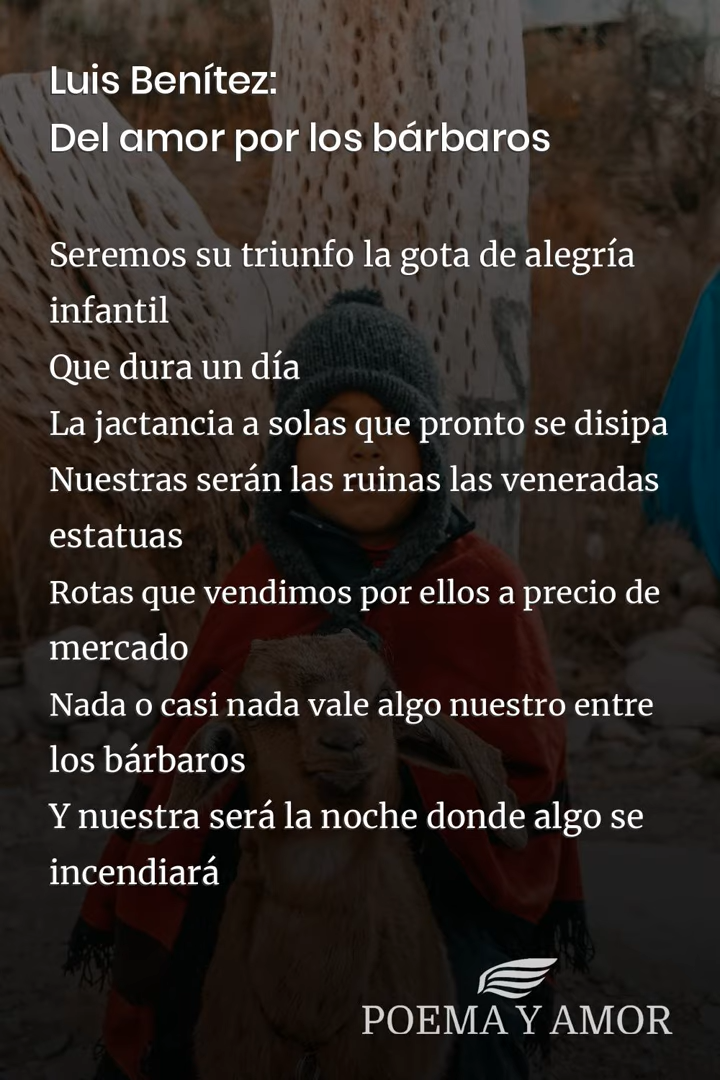 Luis Benítez:
Del amor por los bárbaros
Seremos su triunfo la gota de alegría
infantil
Que dura un día
La jactancia a solas que pronto se disipa
Nuestras serán las ruinas las veneradas
estatuas
Rotas que vendimos por ellos a precio de
mercado
Nada o casi nada vale algo nuestro entre
los bárbaros
Y nuestra será la noche donde algo se
incendiará
POEMA Y AMOR